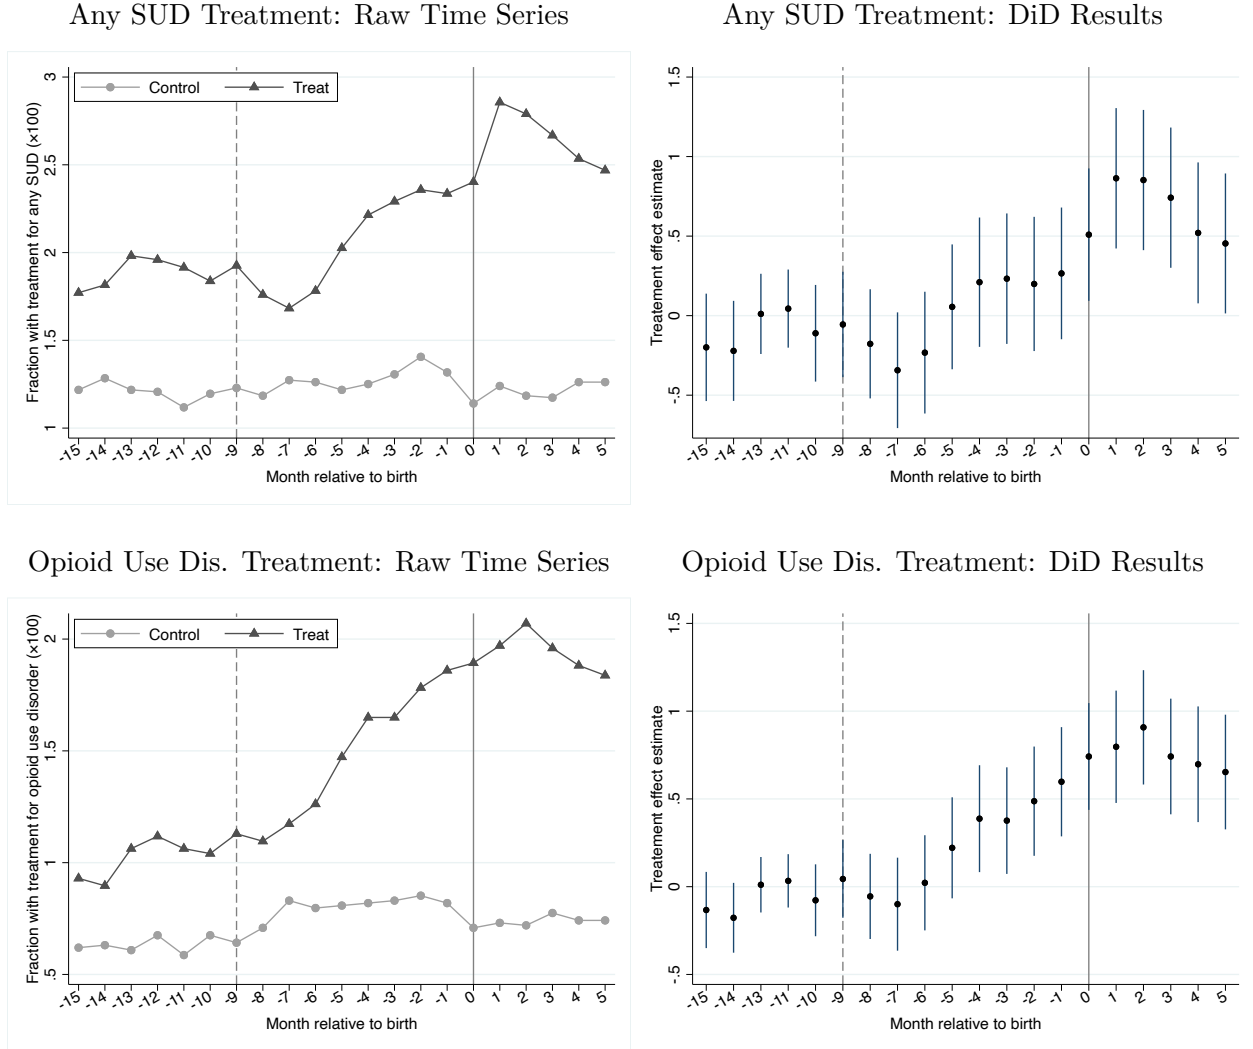 Any SUD Treatment: Raw Time Series
Fraction with treatment for any SUD (×100)
3
2.5
2
1.5
1
Control
Treat
-15 -14 -13 -12 -11 -10 -9 -8 -7 -6 -5 -4 -3 -2 -1 0 1 2 3 4 5
Month relative to birth
Any SUD Treatment: DiD Results
Treatement effect estimate
1.5
1
.5
0
-.5
-15 -14 -13 -11 -10 -9 -8 -7 -6 -5 -4 -3 -2 -1 0 1 2 3 4 5
Month relative to birth
Opioid Use Dis. Treatment: Raw Time Series
Fraction with treatment for opioid use disorder (×100)
2
1.5
1
.5
Control
Treat
-15 -14 -13 -12 -11 -10 -9 -8 -7 -6 -5 -4 -3 -2 -1 0 1 2 3 4 5
Month relative to birth
Opioid Use Dis. Treatment: DiD Results
Treatement effect estimate
1.5
1
.5
0
-.5
-15 -14 -13 -11 -10 -9 -8 -7 -6 -5 -4 -3 -2 -1 0 1 2 3 4 5
Month relative to birth